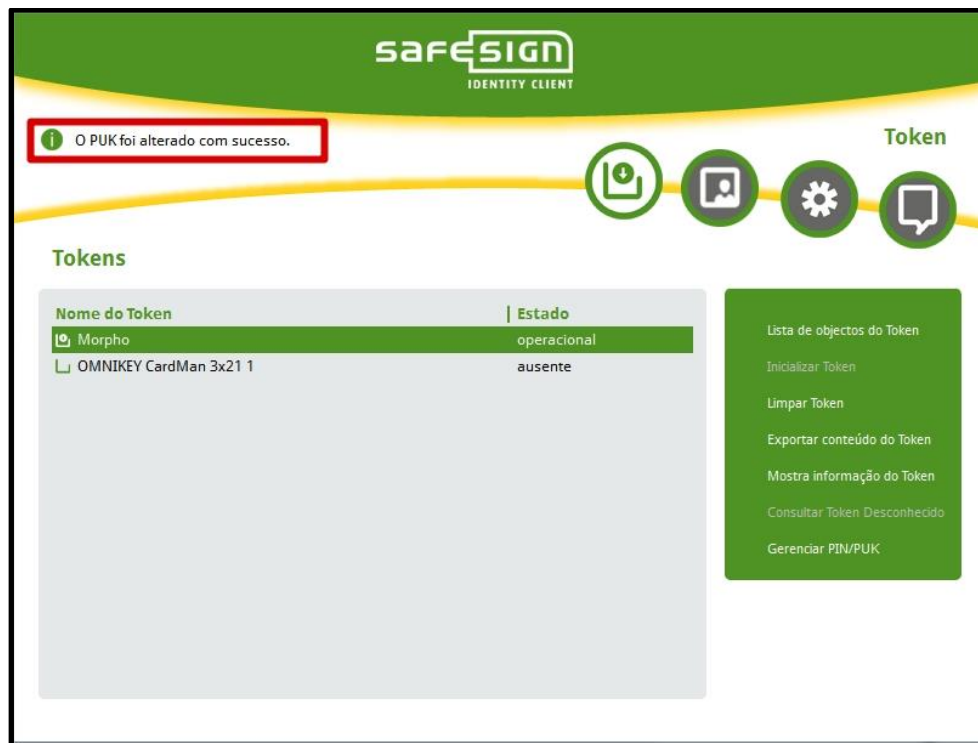 safesign
IDENTITY CLIENT
O PUK foi alterado com sucesso.
Token
Tokens
Nome do Token | Estado
Morpho operacional
OMNIKEY CardMan 3x21 1 ausente
Lista de objectos do Token
Inicializar Token
Limpar Token
Exportar conteúdo do Token
Mostra informação do Token
Consultar Token Desconhecido
Gerenciar PIN/PUK